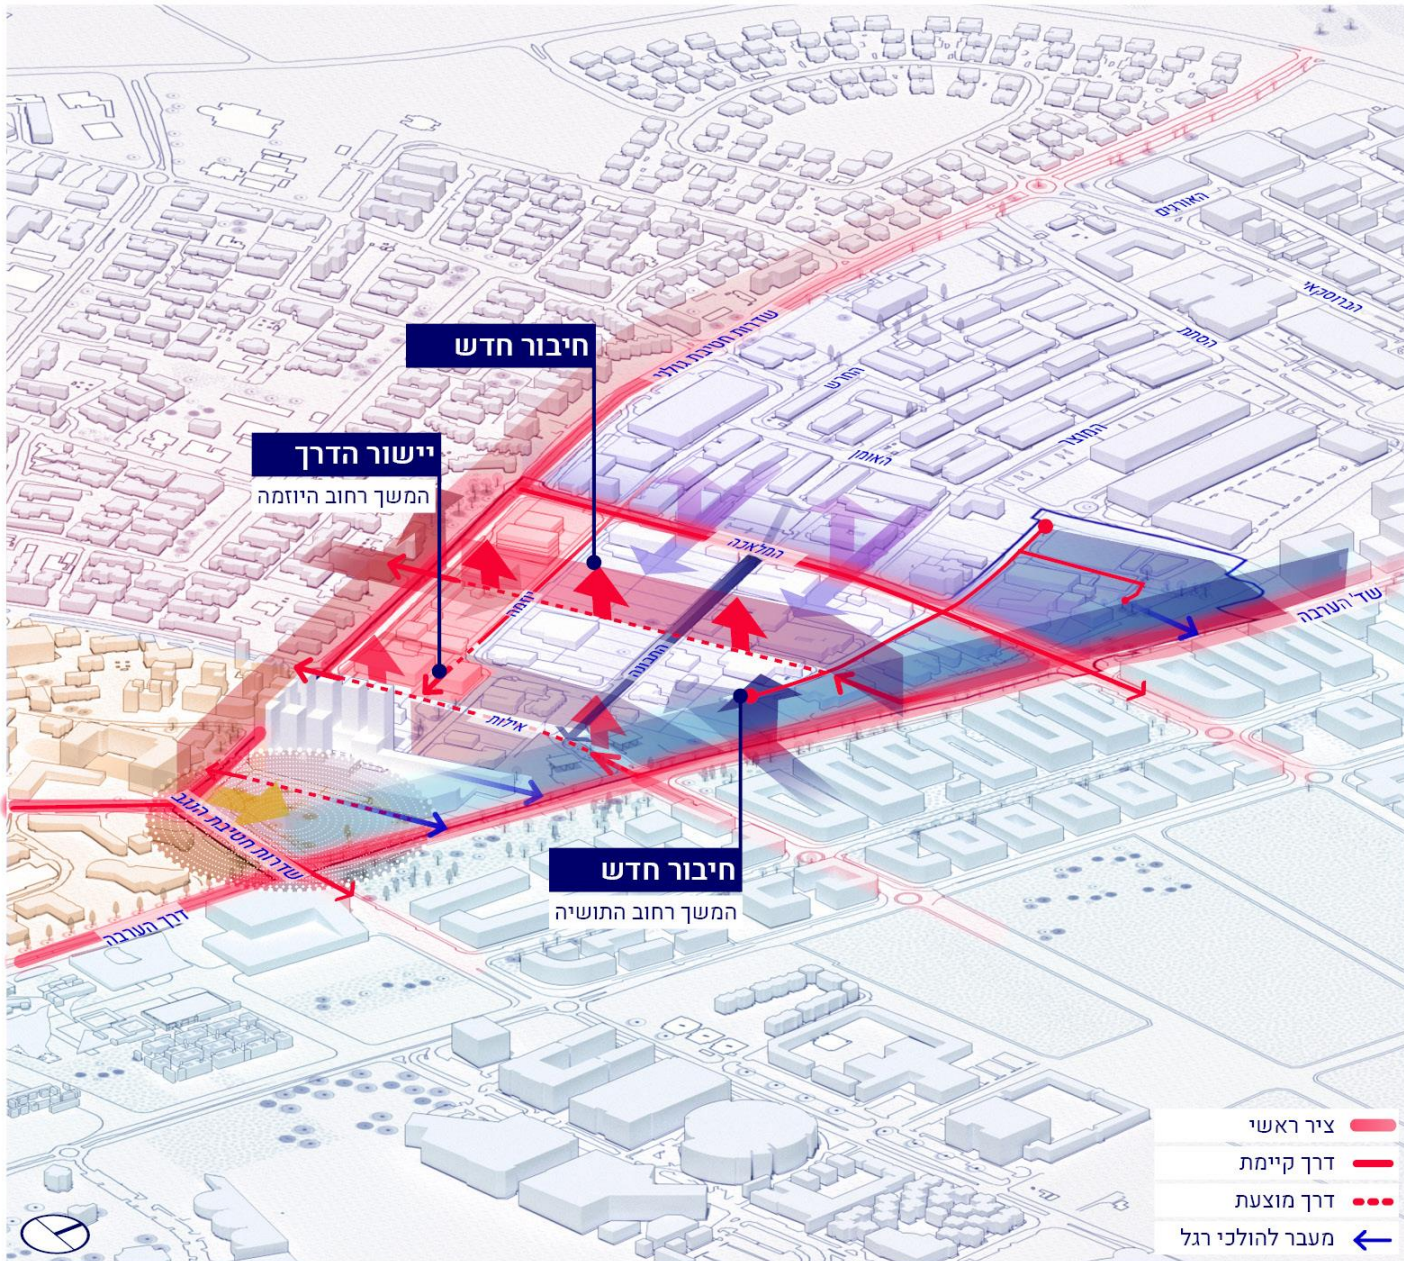 האורגים
הברוסקאי
הסתת
שדרות חטיבת גולני
חיבור חדש
החרש
המוצר
האומן
יישור הדרך
המשך רחוב היוזמה
המלאכה
יוזמה
שד' הערבה
התבונה
אילות
שדרות חטיבת הנגב
חיבור חדש
המשך רחוב התושיה
דרך הערבה
ציר ראשי
דרך קיימת
דרך מוצעת
מעבר להולכי רגל